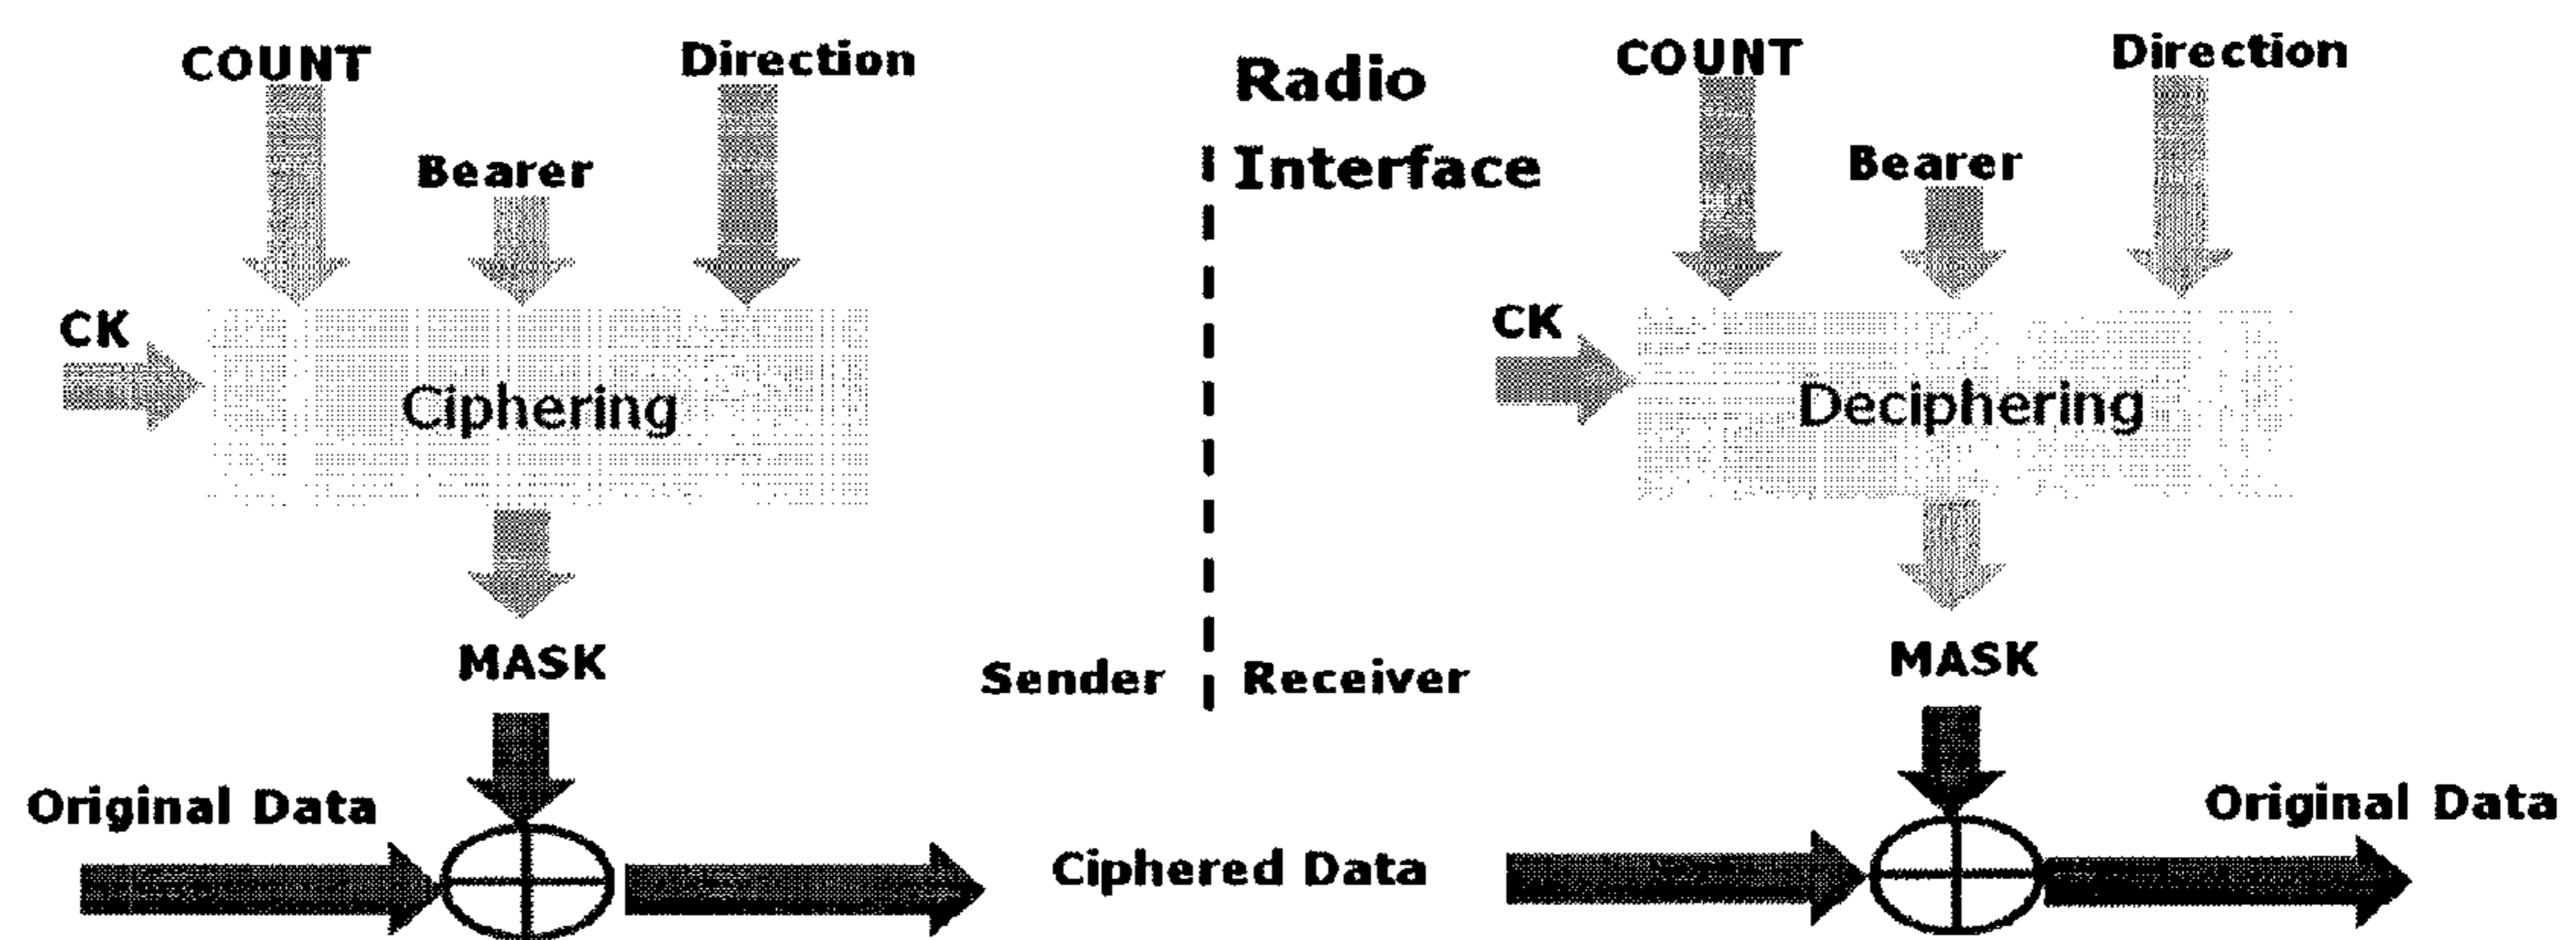 COUNT
Direction
Bearer
CK
Ciphering
MASK
Original Data
Radio
Interface
Sender
Receiver
Ciphered Data
COUNT
Direction
Bearer
CK
Deciphering
MASK
Original Data